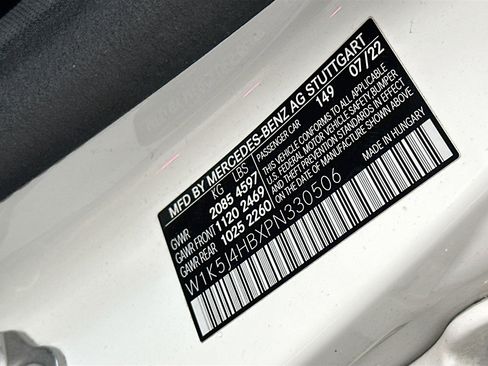 MFD BY MERCEDES-BENZ AG STUTTGART
KG LBS PASSENGER CAR 149 07/22
GVWR 2085 4597
GAWR FRONT 1120 2469
GAWR REAR 1025 2260
THIS VEHICLE CONFORMS TO ALL APPLICABLE
U.S. FEDERAL MOTOR VEHICLE SAFETY, BUMPER
AND THEFT PREVENTION STANDARDS IN EFFECT
ON THE DATE OF MANUFACTURE SHOWN ABOVE
MADE IN HUNGARY
W1K5J4HBXPN330506